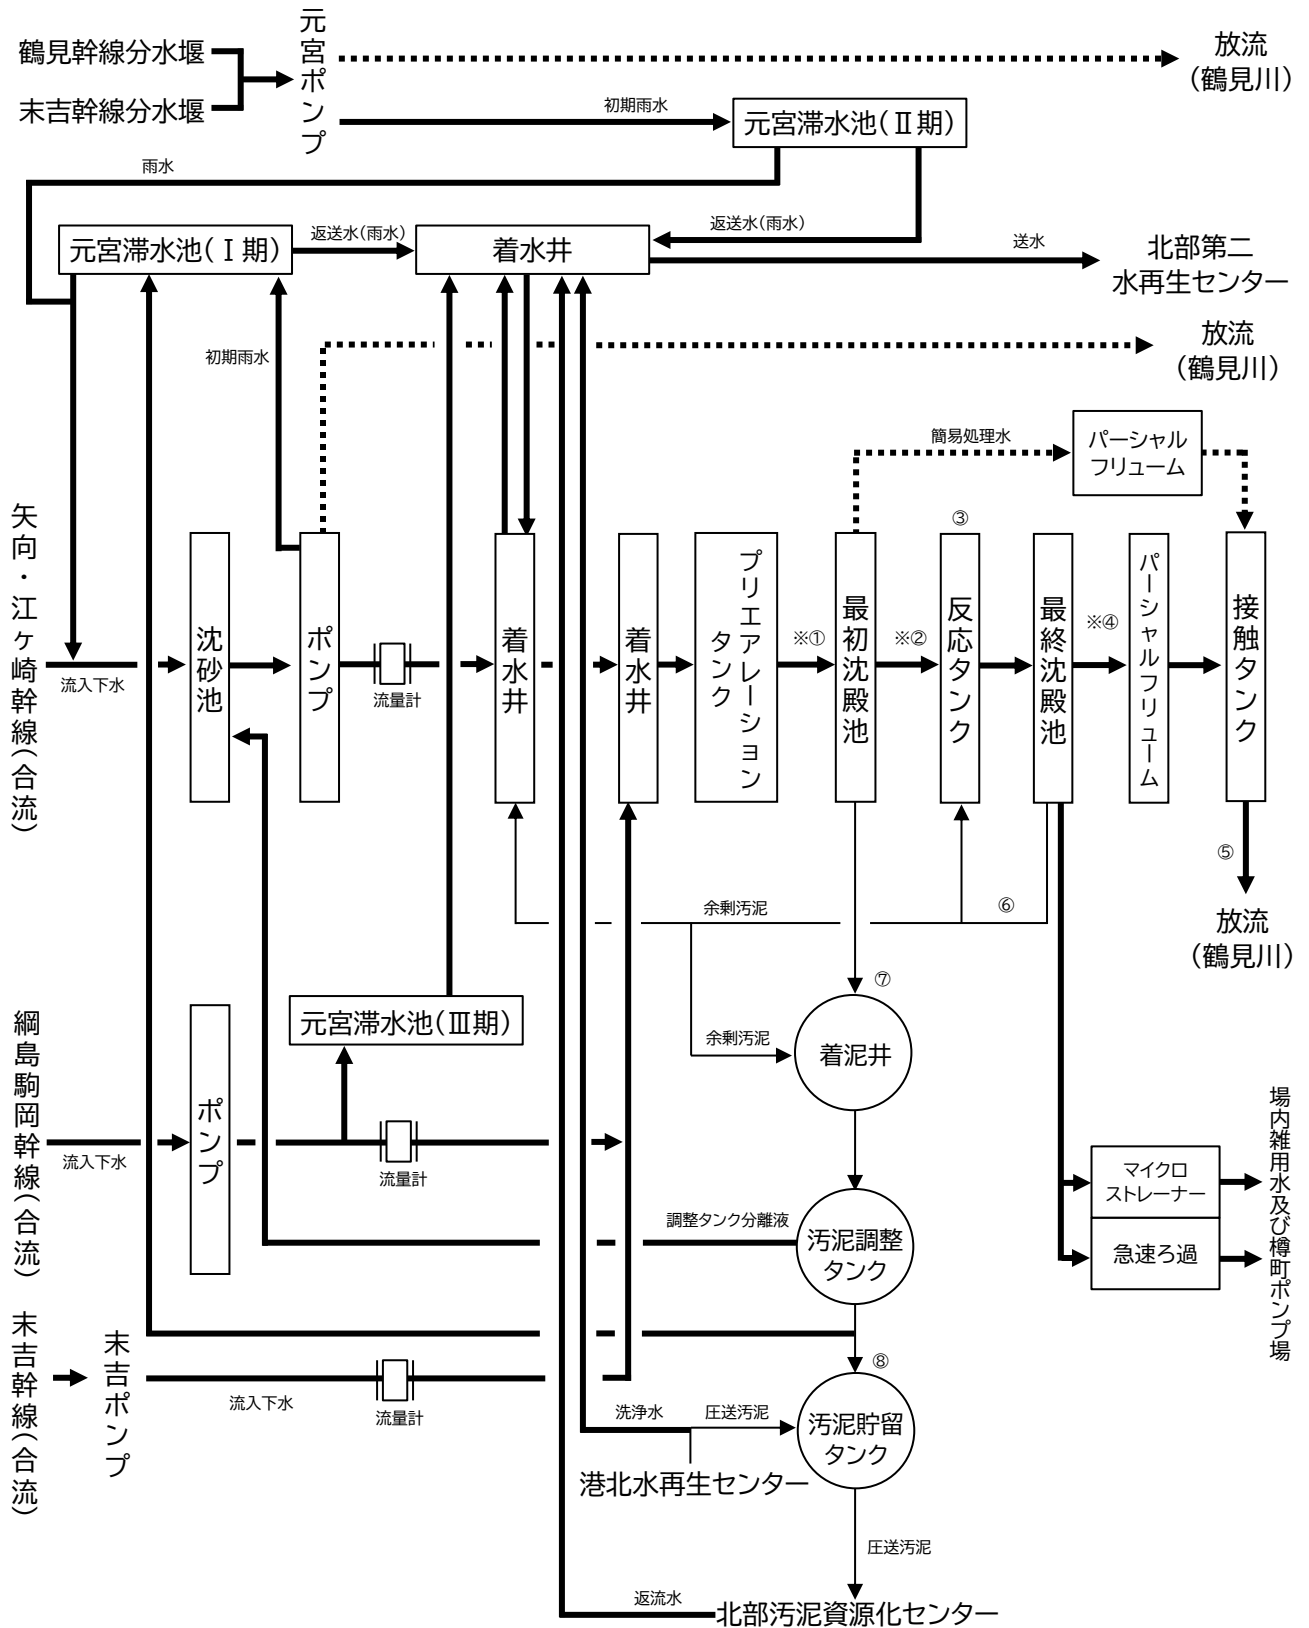 鶴見幹線分水堰
末吉幹線分水堰
元宮ポンプ
放流
(鶴見川)
初期雨水
元宮滞水池(Ⅱ期)
雨水
元宮滞水池(Ⅰ期)
返送水(雨水)
着水井
返送水(雨水)
送水
北部第二
水再生センター
初期雨水
放流
(鶴見川)
簡易処理水
パーシャル
フリューム
矢向・江ヶ崎幹線(合流)
流入下水
沈砂池
ポンプ
流量計
着水井
着水井
プリエアレーション
タンク
※①
最初沈殿池
※②
③
反応タンク
最終沈殿池
※④
パーシャルフリューム
接触タンク
⑤
放流
(鶴見川)
余剰汚泥
⑥
⑦
余剰汚泥
着泥井
元宮滞水池(Ⅲ期)
綱島駒岡幹線(合流)
流入下水
ポンプ
流量計
マイクロ
ストレーナー
急速ろ過
場内雑用水及び樽町ポンプ場
調整タンク分離液
汚泥調整
タンク
⑧
末吉幹線(合流)
末吉ポンプ
流入下水
流量計
洗浄水
圧送汚泥
汚泥貯留
タンク
港北水再生センター
圧送汚泥
返流水
北部汚泥資源化センター